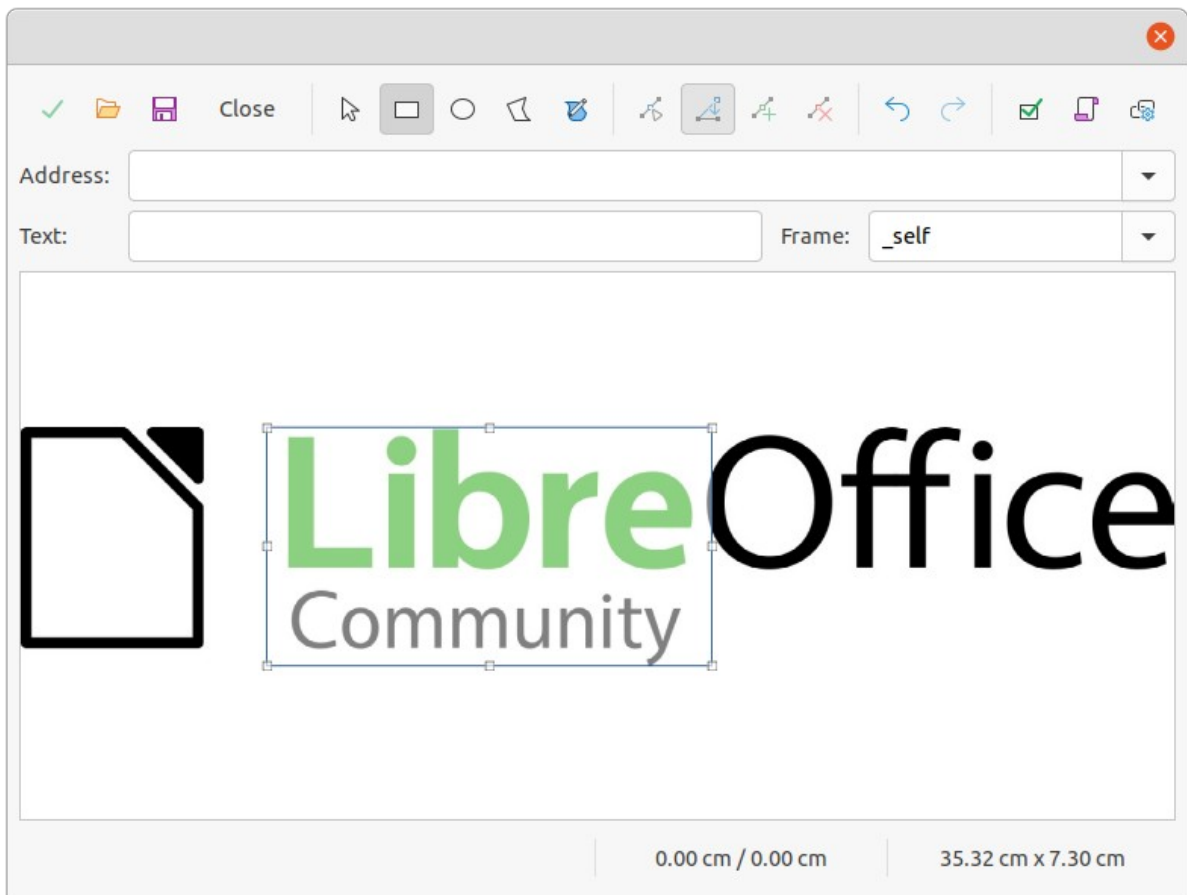 Close
Address:
Text:
Frame: _self
LibreOffice
Community
0.00 cm / 0.00 cm
35.32 cm x 7.30 cm